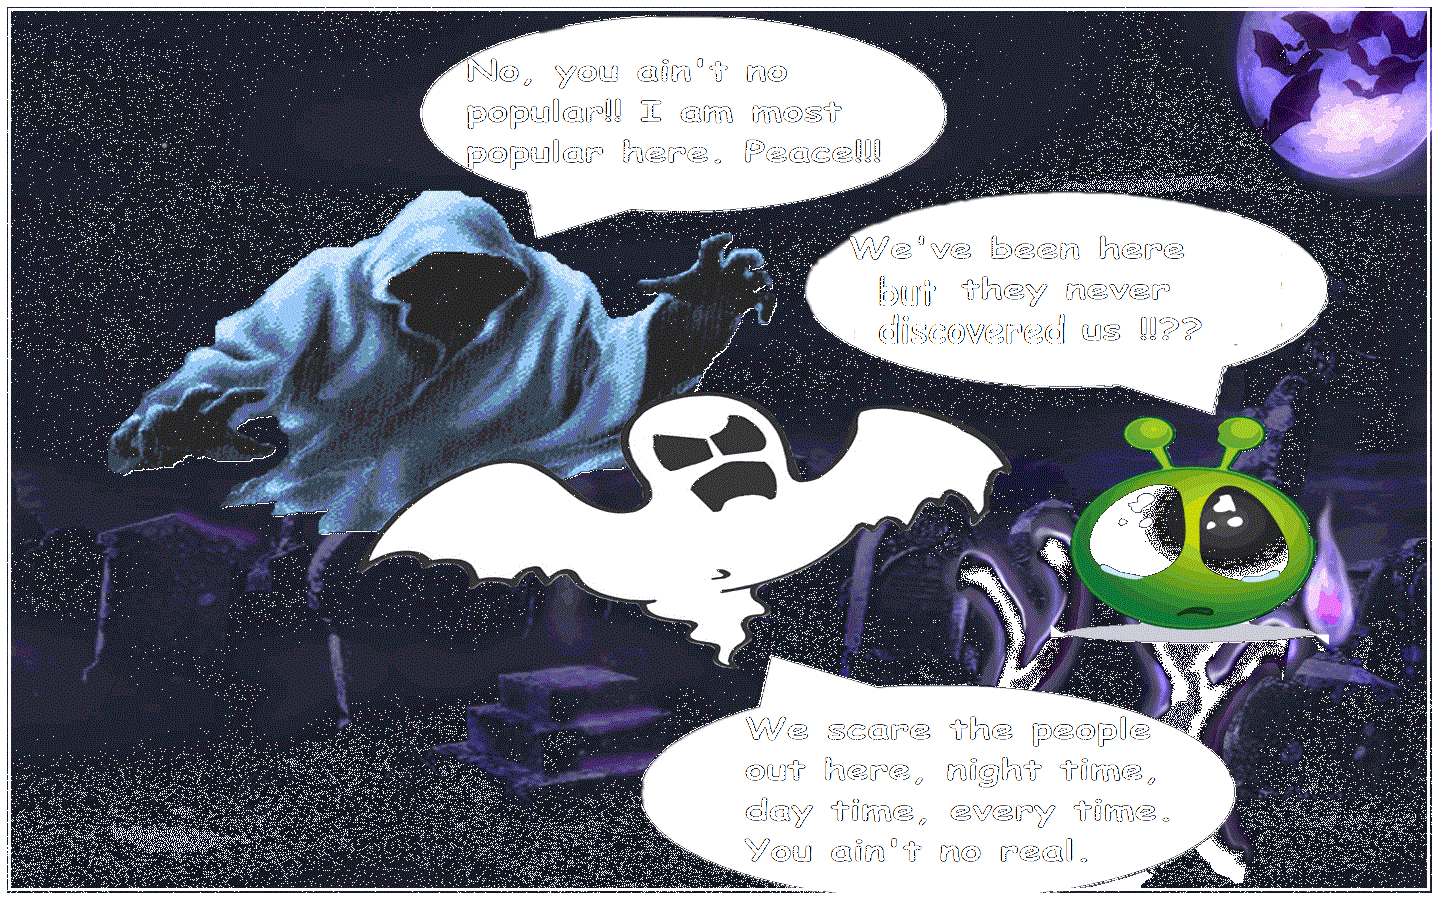 No, you ain't no
popular!! I am most
popular here. Peace!!!
We've been here
but they never
discovered us !!??
We scare the people
out here, night time,
day time, every time.
You ain't no real.